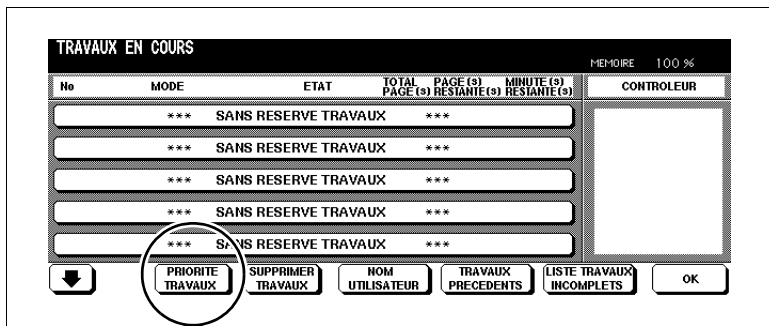 TRAVAUX EN COURS
MEMOIRE 100 %
No MODE ETAT TOTAL PAGE(s) PAGE(s) RESTANTE(s) MINUTE(s) RESTANTE(s) CONTROLEUR
*** SANS RESERVE TRAVAUX ***
*** SANS RESERVE TRAVAUX ***
*** SANS RESERVE TRAVAUX ***
*** SANS RESERVE TRAVAUX ***
*** SANS RESERVE TRAVAUX ***
PRIORITE TRAVAUX
SUPPRIMER TRAVAUX
NOM UTILISATEUR
TRAVAUX PRECEDENTS
LISTE TRAVAUX INCOMPLETS
OK